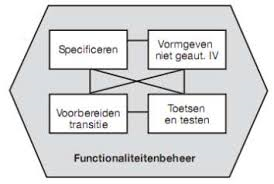 Specificeren
Vormgeven
niet geaut. IV
Voorbereiden
transitie
Toetsen
en testen
Functionaliteitenbeheer